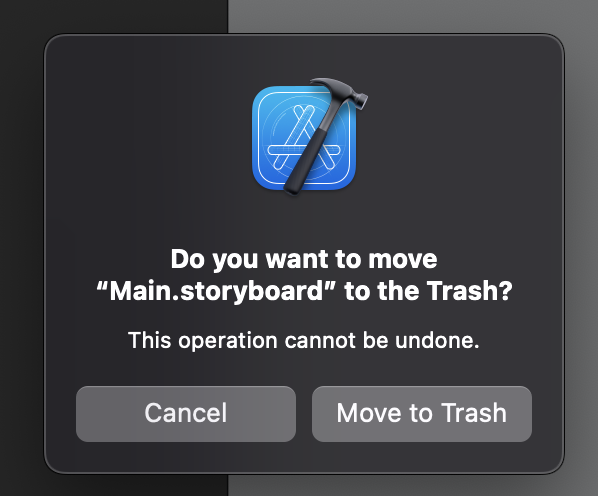 Do you want to move
“Main.storyboard” to the Trash?
This operation cannot be undone.
Cancel
Move to Trash